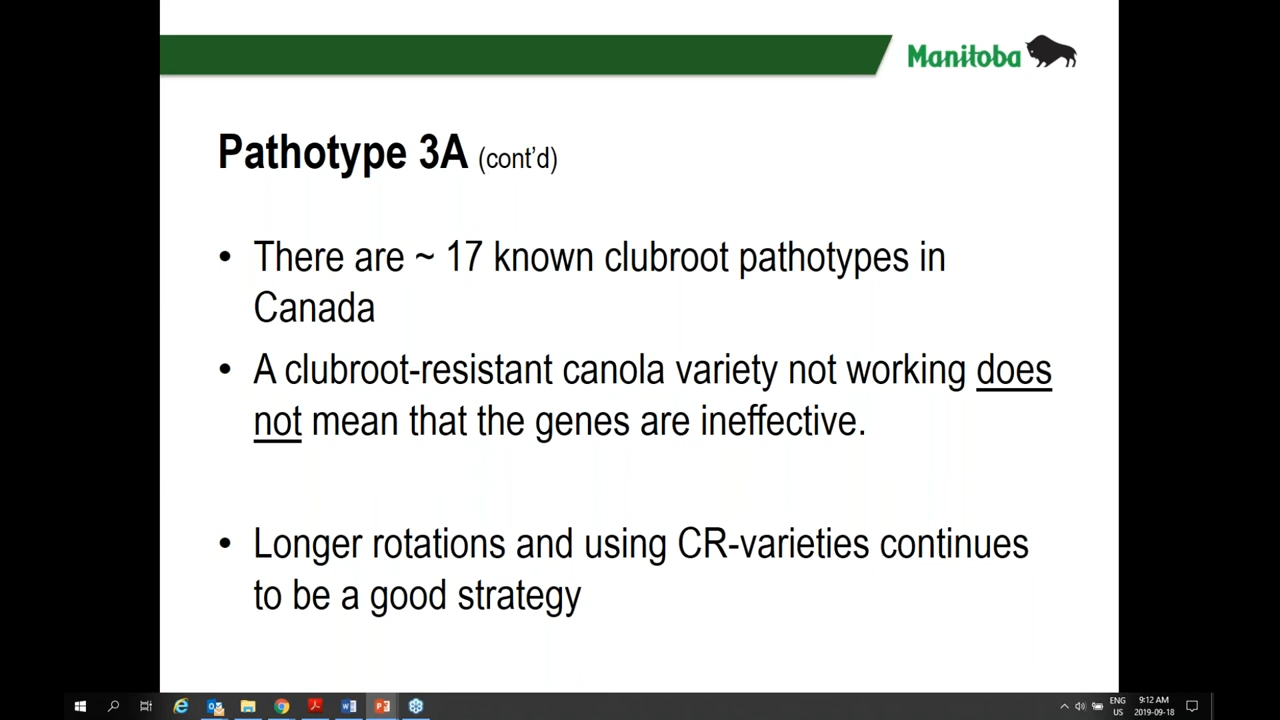 Manitoba
Pathotype 3A (cont'd)
• There are ~ 17 known clubroot pathotypes in
Canada
• A clubroot-resistant canola variety not working does
not mean that the genes are ineffective.
• Longer rotations and using CR-varieties continues
to be a good strategy
ENG
US
9:12 AM
2019-09-18